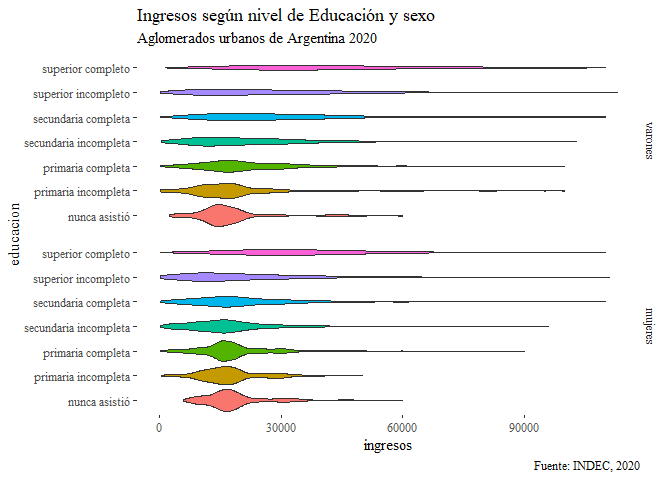 Ingresos según nivel de Educación y sexo
Aglomerados urbanos de Argentina 2020
educacion
superior completo
superior incompleto
secundaria completa
secundaria incompleta
primaria completa
primaria incompleta
nunca asistió
varones
superior completo
superior incompleto
secundaria completa
secundaria incompleta
primaria completa
primaria incompleta
nunca asistió
mujeres
0 30000 60000 90000
ingresos
Fuente: INDEC, 2020